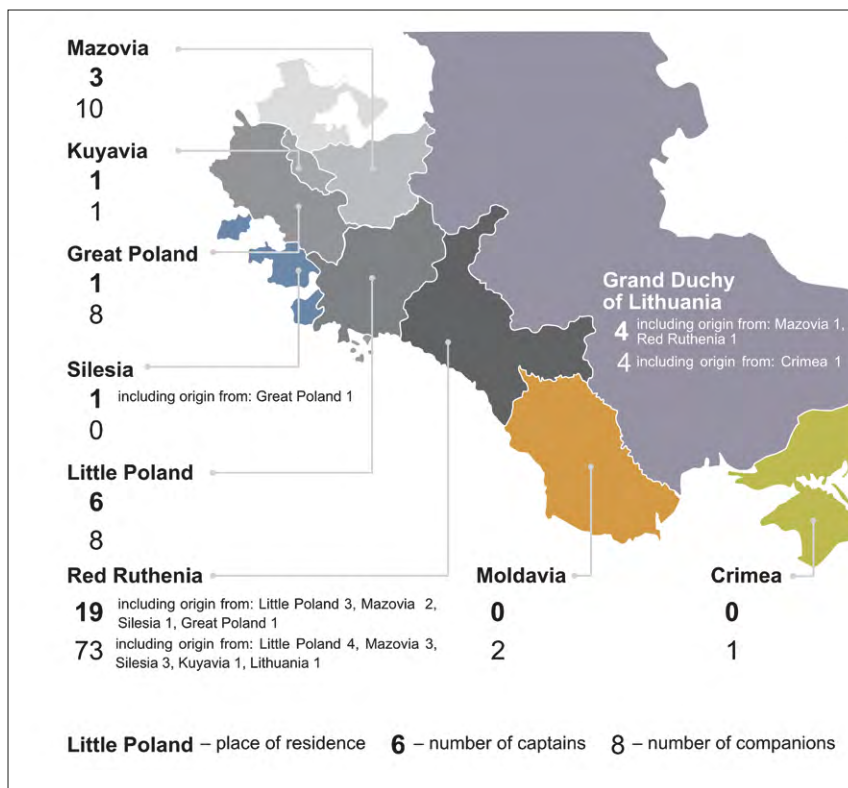 Mazovia
3
10
Kuyavia
1
1
Great Poland
1
8
Silesia
1 including origin from: Great Poland 1
0
Little Poland
6
8
Grand Duchy
of Lithuania
4 including origin from: Mazovia 1,
Red Ruthenia 1
4 including origin from: Crimea 1
Red Ruthenia
19 including origin from: Little Poland 3, Mazovia 2,
Silesia 1, Great Poland 1
73 including origin from: Little Poland 4, Mazovia 3,
Silesia 3, Kuyavia 1, Lithuania 1
Moldavia
0
2
Crimea
0
1
Little Poland – place of residence 6 – number of captains 8 – number of companions